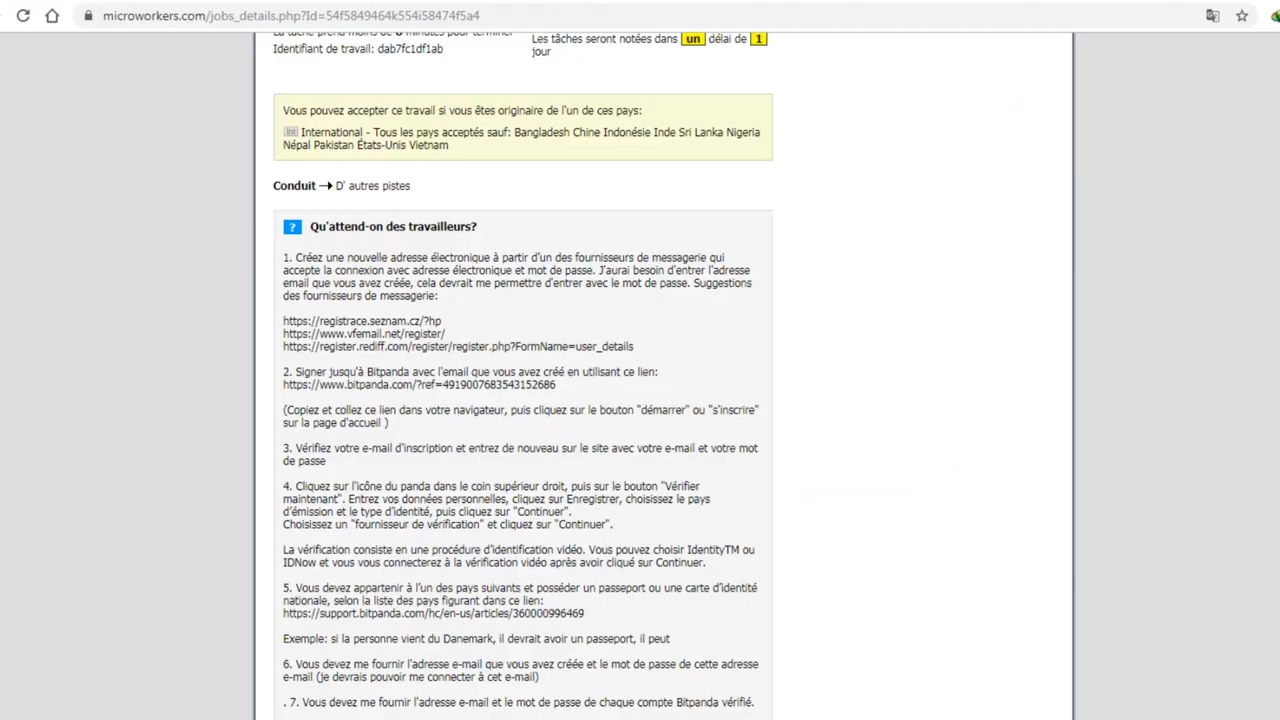 microworkers.com/jobs_details.php?Id=54f5849464k554i58474f5a4
La tâche prend moins de 6 minutes pour terminer
Identifiant de travail: dab7fc1df1ab
Les tâches seront notées dans un délai de 1
jour
Vous pouvez accepter ce travail si vous êtes originaire de l'un de ces pays:
Int International - Tous les pays acceptés sauf: Bangladesh Chine Indonésie Inde Sri Lanka Nigeria
Népal Pakistan États-Unis Vietnam
Conduit → D' autres pistes
? Qu'attend-on des travailleurs?
1. Créez une nouvelle adresse électronique à partir d'un des fournisseurs de messagerie qui
accepte la connexion avec adresse électronique et mot de passe. J'aurai besoin d'entrer l'adresse
email que vous avez créée, cela devrait me permettre d'entrer avec le mot de passe. Suggestions
des fournisseurs de messagerie:
https://registrace.seznam.cz/?hp
https://www.vfemail.net/register/
https://register.rediff.com/register/register.php?FormName=user_details
2. Signer jusqu'à Bitpanda avec l'email que vous avez créé en utilisant ce lien:
https://www.bitpanda.com/?ref=4919007683543152686
(Copiez et collez ce lien dans votre navigateur, puis cliquez sur le bouton "démarrer" ou "s'inscrire"
sur la page d'accueil )
3. Vérifiez votre e-mail d'inscription et entrez de nouveau sur le site avec votre e-mail et votre mot
de passe
4. Cliquez sur l'icône du panda dans le coin supérieur droit, puis sur le bouton "Vérifier
maintenant". Entrez vos données personnelles, cliquez sur Enregistrer, choisissez le pays
d'émission et le type d'identité, puis cliquez sur "Continuer".
Choisissez un "fournisseur de vérification" et cliquez sur "Continuer".
La vérification consiste en une procédure d'identification vidéo. Vous pouvez choisir IdentityTM ou
IDNow et vous vous connecterez à la vérification vidéo après avoir cliqué sur Continuer.
5. Vous devez appartenir à l'un des pays suivants et posséder un passeport ou une carte d'identité
nationale, selon la liste des pays figurant dans ce lien:
https://support.bitpanda.com/hc/en-us/articles/360000996469
Exemple: si la personne vient du Danemark, il devrait avoir un passeport, il peut
6. Vous devez me fournir l'adresse e-mail que vous avez créée et le mot de passe de cette adresse
e-mail (je devrais pouvoir me connecter à cet e-mail)
. 7. Vous devez me fournir l'adresse e-mail et le mot de passe de chaque compte Bitpanda vérifié.